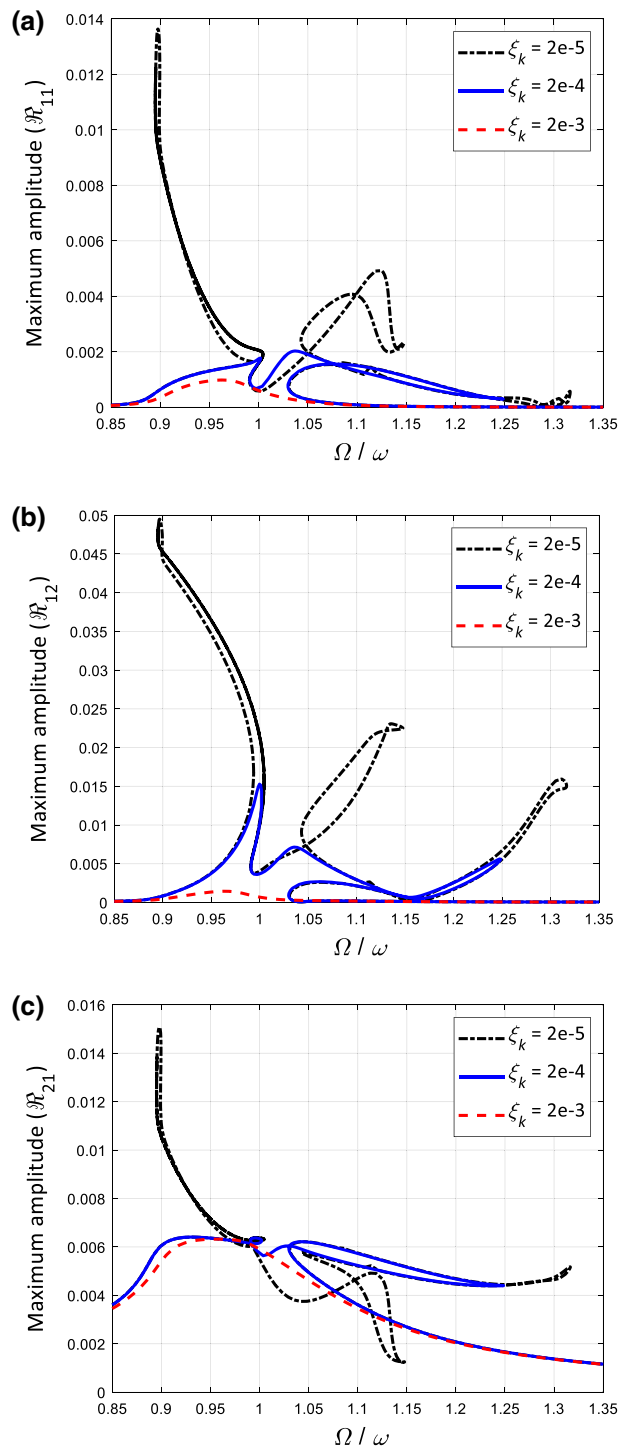 (a)
Maximum amplitude (ℜ₁₁)
0.014
0.012
0.01
0.008
0.006
0.004
0.002
0
ξₖ = 2e-5
ξₖ = 2e-4
ξₖ = 2e-3
0.85 0.9 0.95 1 1.05 1.1 1.15 1.2 1.25 1.3 1.35
Ω / ω
(b)
Maximum amplitude (ℜ₁₂)
0.05
0.045
0.04
0.035
0.03
0.025
0.02
0.015
0.01
0.005
0
ξₖ = 2e-5
ξₖ = 2e-4
ξₖ = 2e-3
0.85 0.9 0.95 1 1.05 1.1 1.15 1.2 1.25 1.3 1.35
Ω / ω
(c)
Maximum amplitude (ℜ₂₁)
0.016
0.014
0.012
0.01
0.008
0.006
0.004
0.002
0
ξₖ = 2e-5
ξₖ = 2e-4
ξₖ = 2e-3
0.85 0.9 0.95 1 1.05 1.1 1.15 1.2 1.25 1.3 1.35
Ω / ω